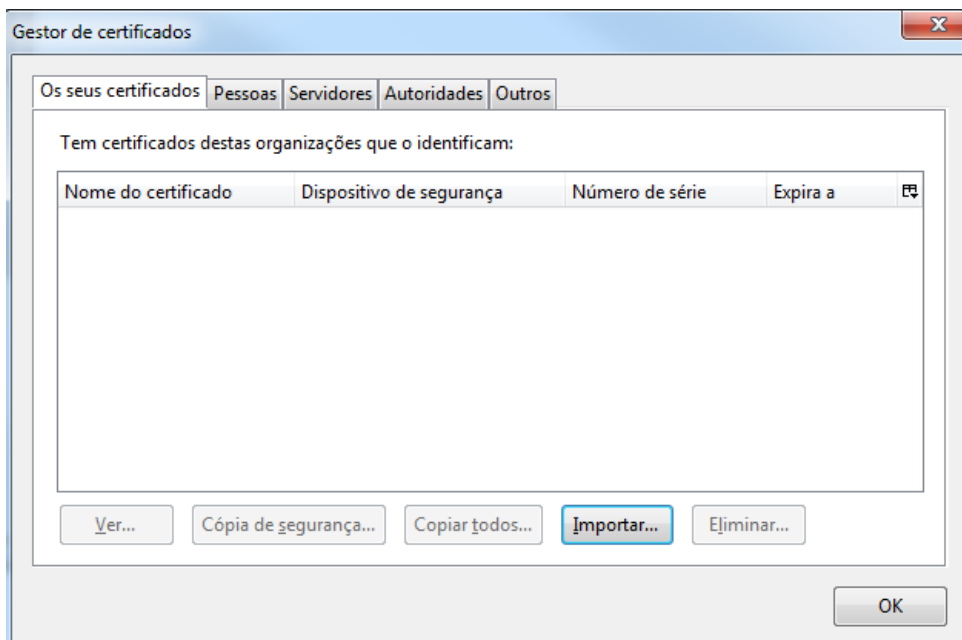 Gestor de certificados
Os seus certificados Pessoas Servidores Autoridades Outros
Tem certificados destas organizações que o identificam:
Nome do certificado Dispositivo de segurança Número de série Expira a
Ver... Cópia de segurança... Copiar todos... Importar... Eliminar...
OK